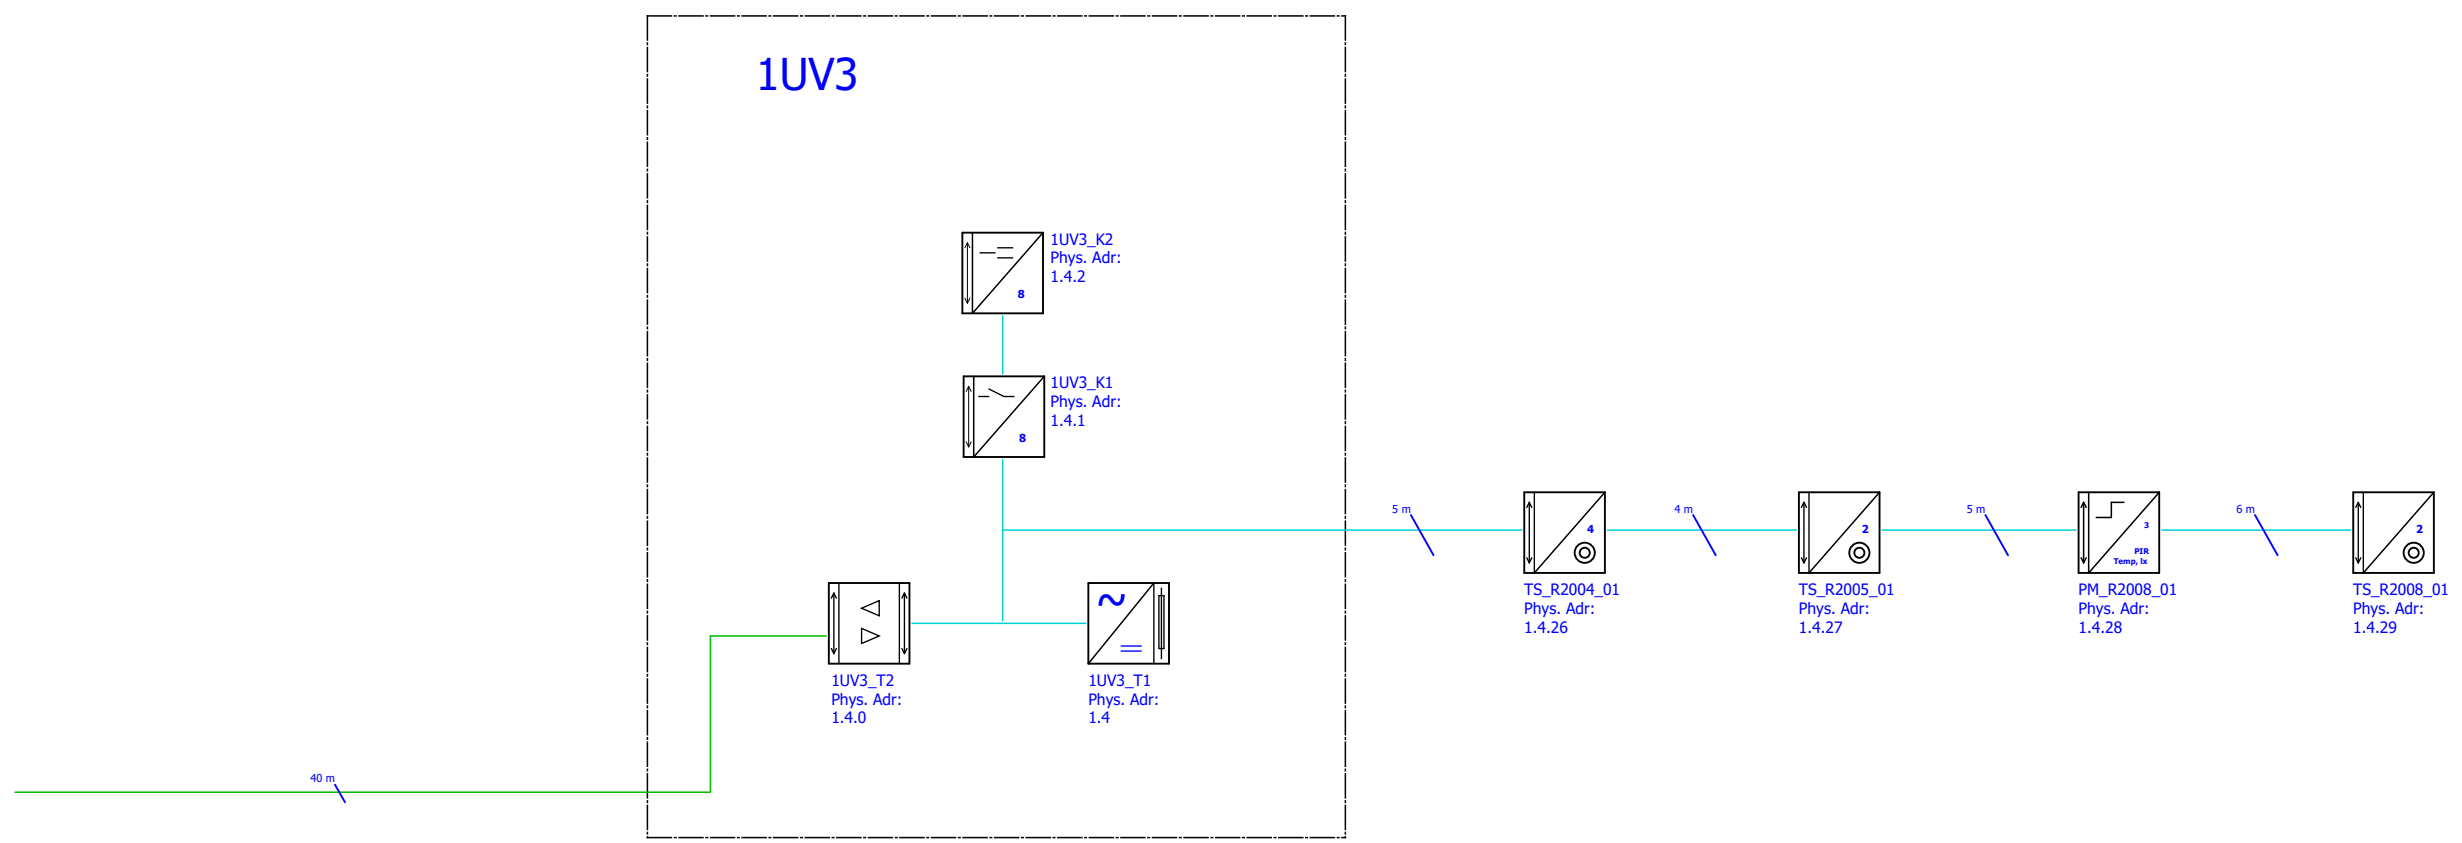 1UV3
1UV3_K2
Phys. Adr:
1.4.2
8
1UV3_K1
Phys. Adr:
1.4.1
8
5 m
4 m
5 m
6 m
4
2
3
PIR
Temp, lx
2
TS_R2004_01
Phys. Adr:
1.4.26
TS_R2005_01
Phys. Adr:
1.4.27
PM_R2008_01
Phys. Adr:
1.4.28
TS_R2008_01
Phys. Adr:
1.4.29
~
1UV3_T2
Phys. Adr:
1.4.0
1UV3_T1
Phys. Adr:
1.4
40 m